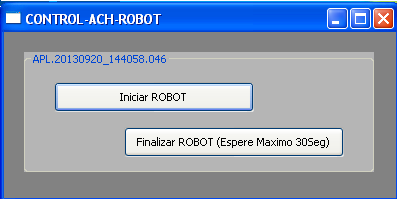 CONTROL-ACH-ROBOT
APL.20130920_144058.046
Iniciar ROBOT
Finalizar ROBOT (Espere Maximo 30Seg)